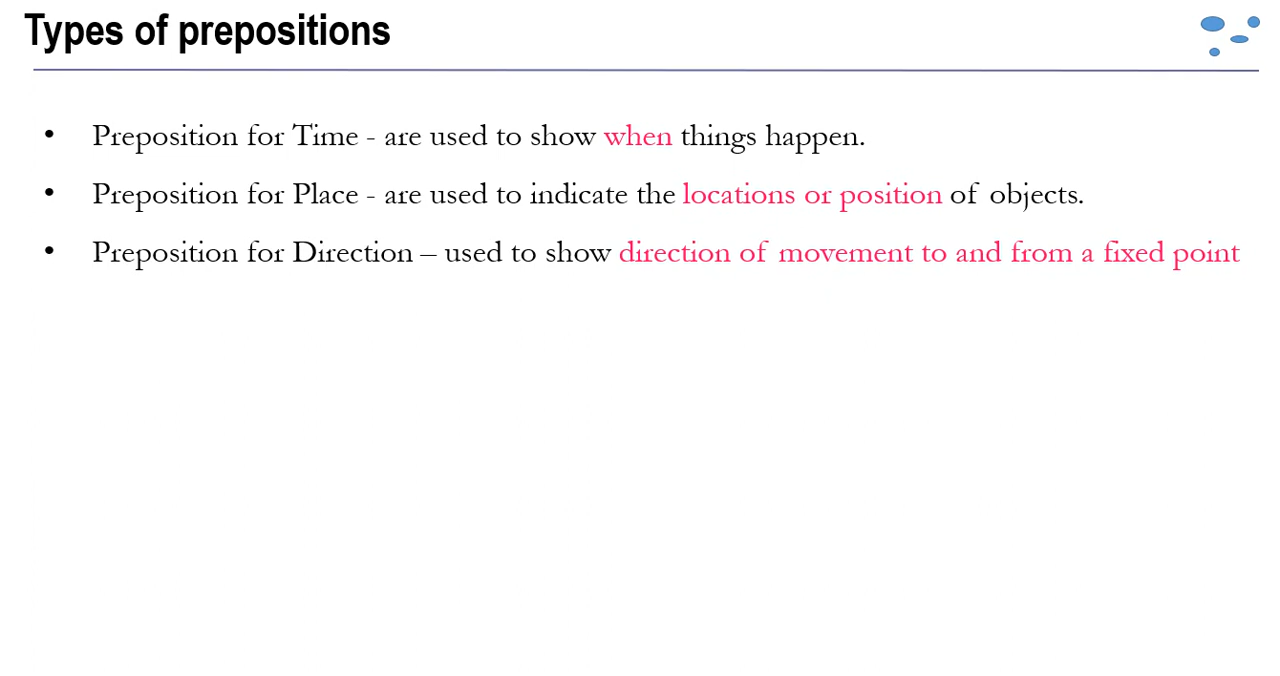 Types of prepositions
• Preposition for Time - are used to show when things happen.
• Preposition for Place - are used to indicate the locations or position of objects.
• Preposition for Direction – used to show direction of movement to and from a fixed point